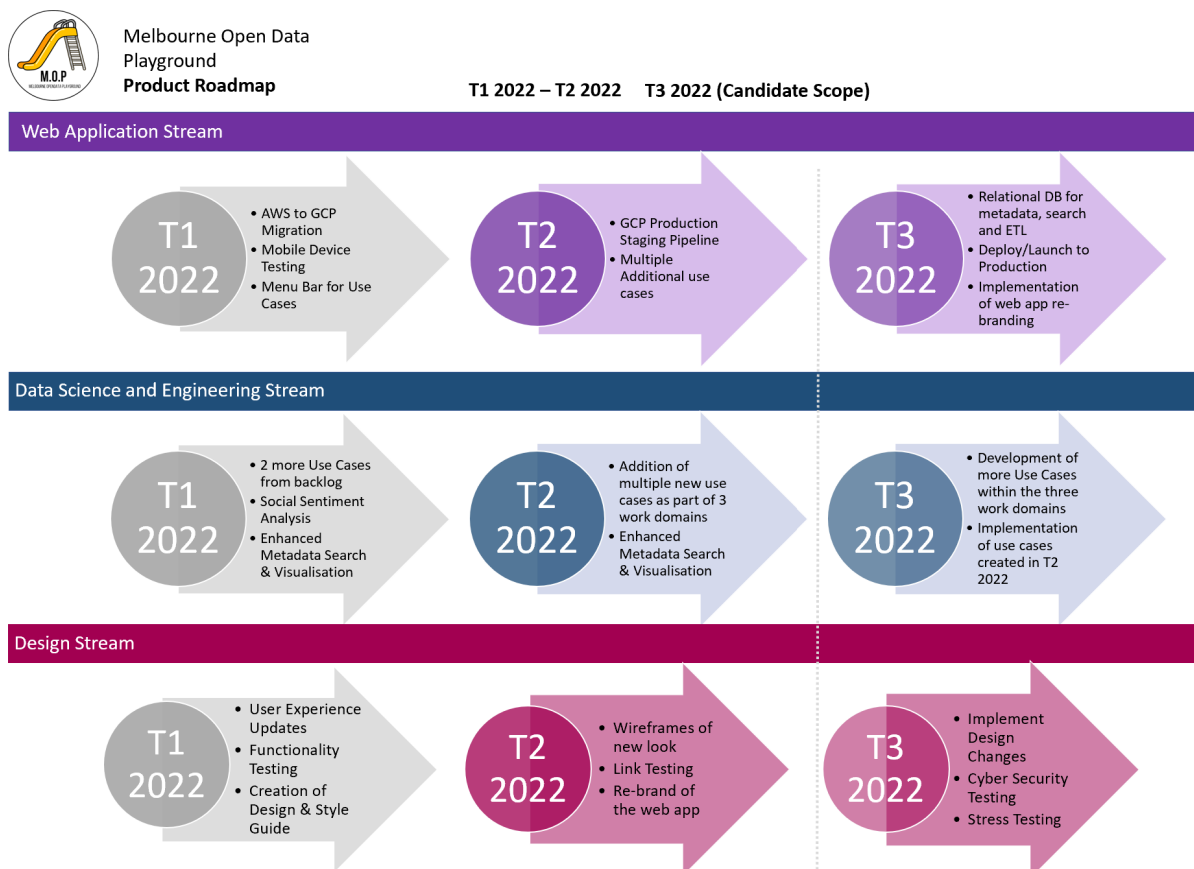 Melbourne Open Data
Playground
Product Roadmap
M.O.P
MELBOURNE OPEN DATA PLAYGROUND
T1 2022 – T2 2022 T3 2022 (Candidate Scope)
Web Application Stream
T1
2022
• AWS to GCP
Migration
• Mobile Device
Testing
• Menu Bar for Use
Cases
T2
2022
• GCP Production
Staging Pipeline
• Multiple
Additional use
cases
T3
2022
• Relational DB for
metadata, search
and ETL
• Deploy/Launch to
Production
• Implementation
of web app re-
branding
Data Science and Engineering Stream
T1
2022
• 2 more Use Cases
from backlog
• Social Sentiment
Analysis
• Enhanced
Metadata Search
& Visualisation
T2
2022
• Addition of
multiple new use
cases as part of 3
work domains
• Enhanced
Metadata Search
& Visualisation
T3
2022
• Development of
more Use Cases
within the three
work domains
• Implementation
of use cases
created in T2
2022
Design Stream
T1
2022
• User Experience
Updates
• Functionality
Testing
• Creation of
Design & Style
Guide
T2
2022
• Wireframes of
new look
• Link Testing
• Re-brand of
the web app
T3
2022
• Implement
Design
Changes
• Cyber Security
Testing
• Stress Testing